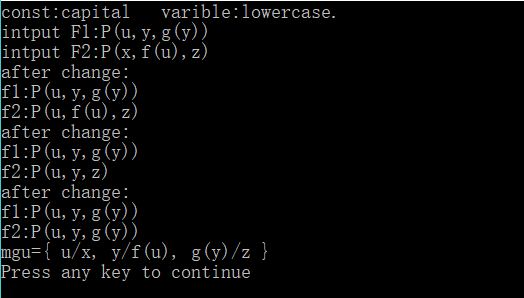 const:capital   varible:lowercase.
intput F1:P(u,y,g(y))
intput F2:P(x,f(u),z)
after change:
f1:P(u,y,g(y))
f2:P(u,f(u),z)
after change:
f1:P(u,y,g(y))
f2:P(u,y,z)
after change:
f1:P(u,y,g(y))
f2:P(u,y,g(y))
mgu={ u/x, y/f(u), g(y)/z }
Press any key to continue